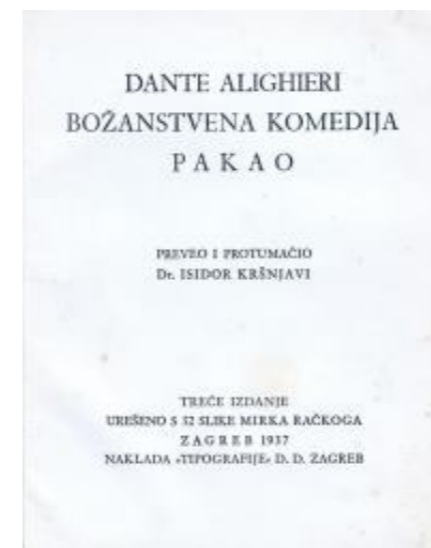 DANTE ALIGHIERI
BOŽANSTVENA KOMEDIJA
PAKAO
PREVEO I PROTUMAČIO
Dr. ISIDOR KRŠNJAVI
TREĆE IZDANJE
UREŠENO S 32 SLIKE MIRKA RAČKOGA
ZAGREB 1937
NAKLADA »TIPOGRAFIJE« D. D. ZAGREB